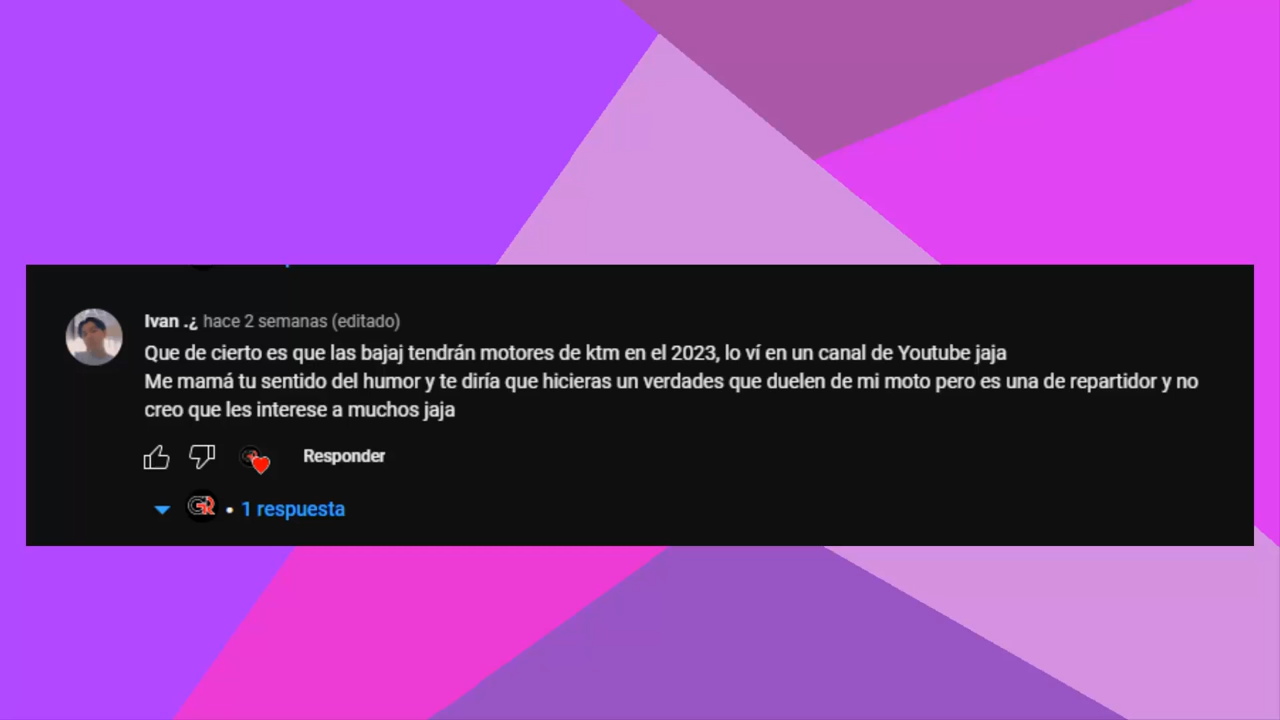 Ivan .¿ hace 2 semanas (editado)
Que de cierto es que las bajaj tendrán motores de ktm en el 2023, lo ví en un canal de Youtube jaja
Me mamá tu sentido del humor y te diría que hicieras un verdades que duelen de mi moto pero es una de repartidor y no
creo que les interese a muchos jaja
Responder
GR • 1 respuesta